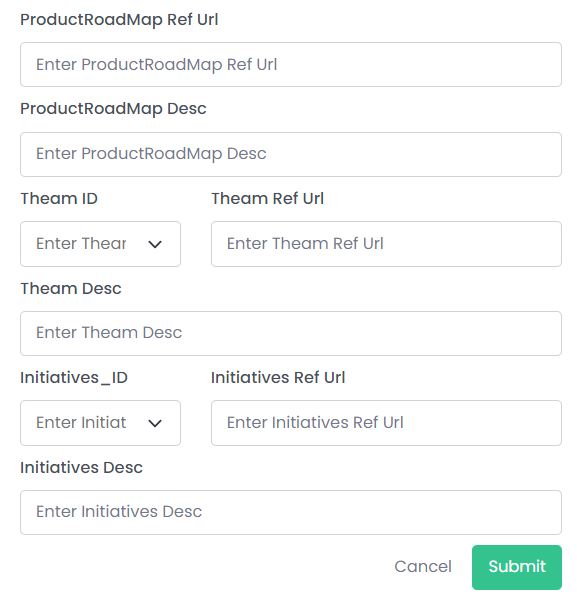 ProductRoadMap Ref Url
Enter ProductRoadMap Ref Url
ProductRoadMap Desc
Enter ProductRoadMap Desc
Theam ID Theam Ref Url
Enter Thear Enter Theam Ref Url
Theam Desc
Enter Theam Desc
Initiatives_ID Initiatives Ref Url
Enter Initiat Enter Initiatives Ref Url
Initiatives Desc
Enter Initiatives Desc
Cancel Submit